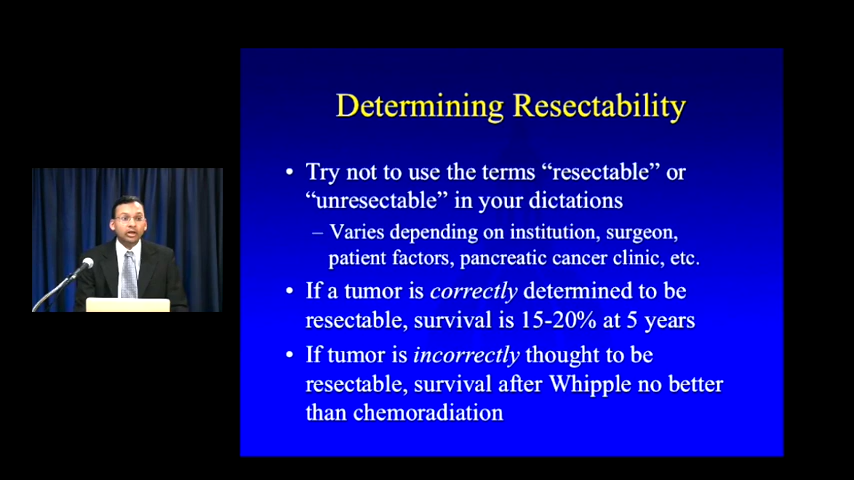 Determining Resectability
• Try not to use the terms “resectable” or
“unresectable” in your dictations
– Varies depending on institution, surgeon,
patient factors, pancreatic cancer clinic, etc.
• If a tumor is correctly determined to be
resectable, survival is 15-20% at 5 years
• If tumor is incorrectly thought to be
resectable, survival after Whipple no better
than chemoradiation